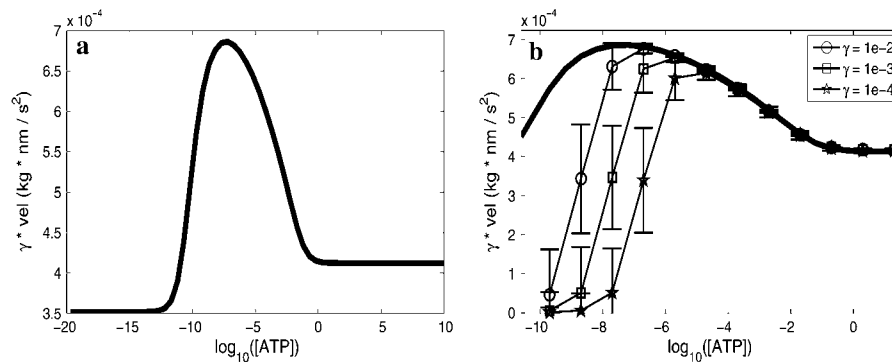 x 10⁻⁴
a
7
6.5
6
5.5
5
4.5
4
3.5
γ * vel (kg * nm / s²)
−20
−15
−10
−5
0
5
10
log₁₀([ATP])
x 10⁻⁴
b
7
6
5
4
3
2
1
0
γ * vel (kg * nm / s²)
−10
−8
−6
−4
−2
0
log₁₀([ATP])
γ = 1e−2
γ = 1e−3
γ = 1e−4